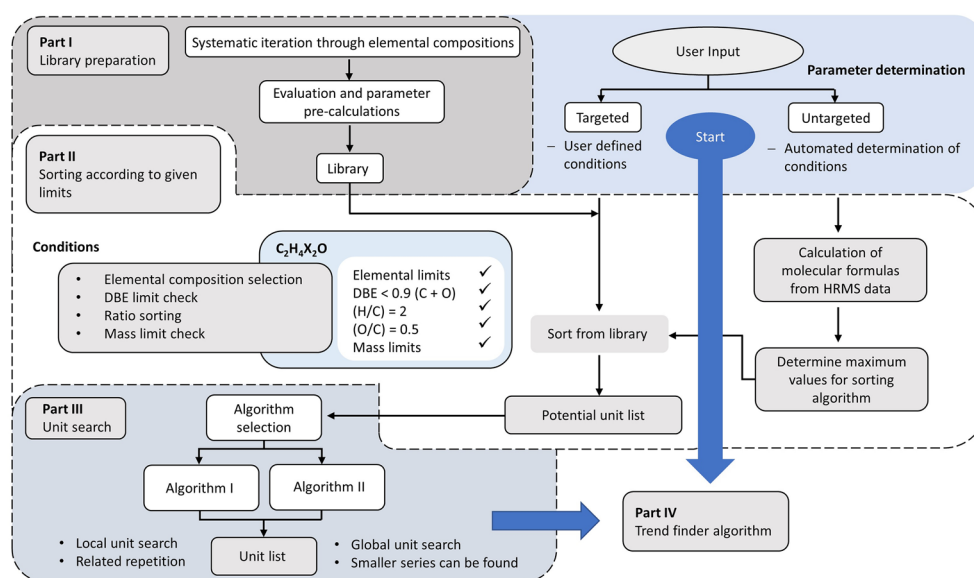 Part I
Library preparation
Systematic iteration through elemental compositions
Evaluation and parameter
pre-calculations
Library
User Input
Parameter determination
Targeted
Untargeted
– User defined
conditions
Start
– Automated determination of
conditions
Part II
Sorting according to given
limits
Conditions
• Elemental composition selection
• DBE limit check
• Ratio sorting
• Mass limit check
C₂H₄X₂O
Elemental limits ✓
DBE < 0.9 (C + O) ✓
(H/C) = 2 ✓
(O/C) = 0.5 ✓
Mass limits ✓
Sort from library
Calculation of
molecular formulas
from HRMS data
Determine maximum
values for sorting
algorithm
Potential unit list
Part III
Unit search
Algorithm
selection
Algorithm I
Algorithm II
• Local unit search
• Related repetition
Unit list
• Global unit search
• Smaller series can be found
Part IV
Trend finder algorithm